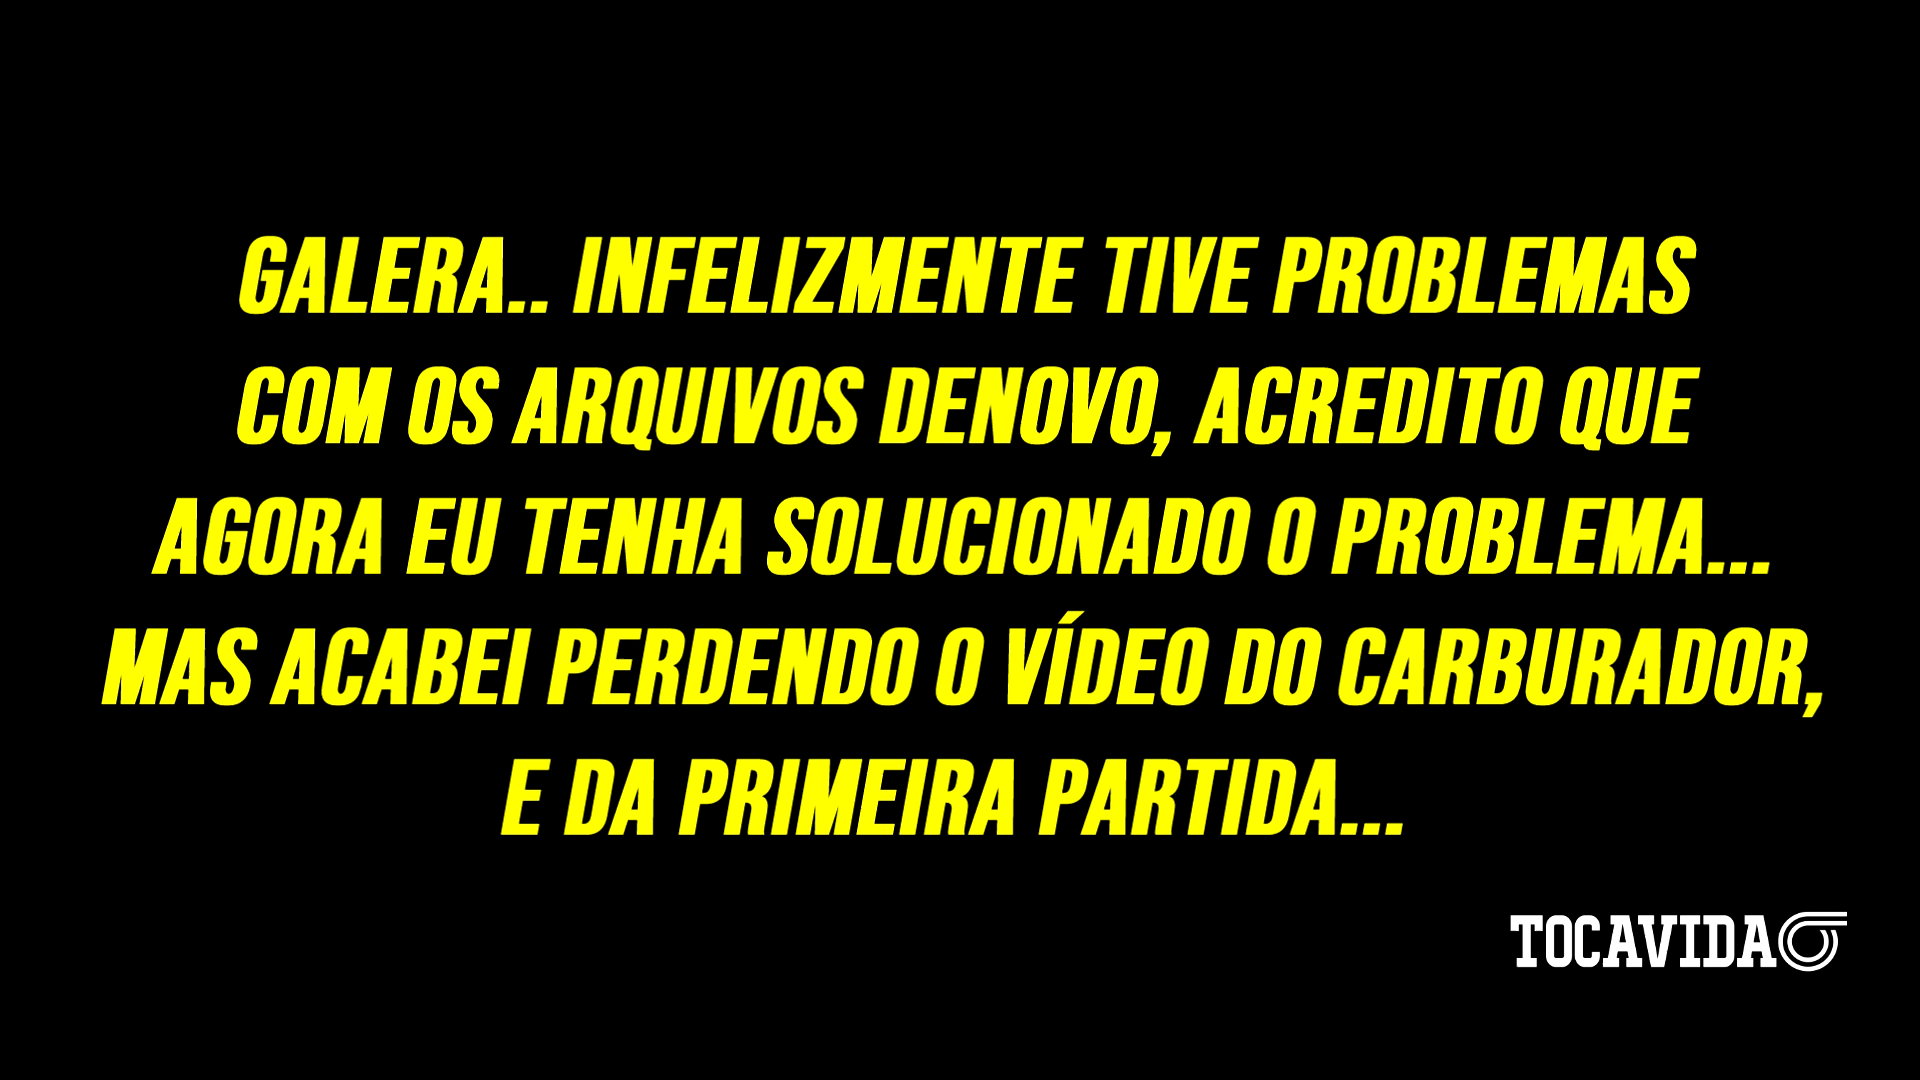 GALERA.. INFELIZMENTE TIVE PROBLEMAS
COM OS ARQUIVOS DENOVO, ACREDITO QUE
AGORA EU TENHA SOLUCIONADO O PROBLEMA...
MAS ACABEI PERDENDO O VÍDEO DO CARBURADOR,
E DA PRIMEIRA PARTIDA...
TOCAVIDA